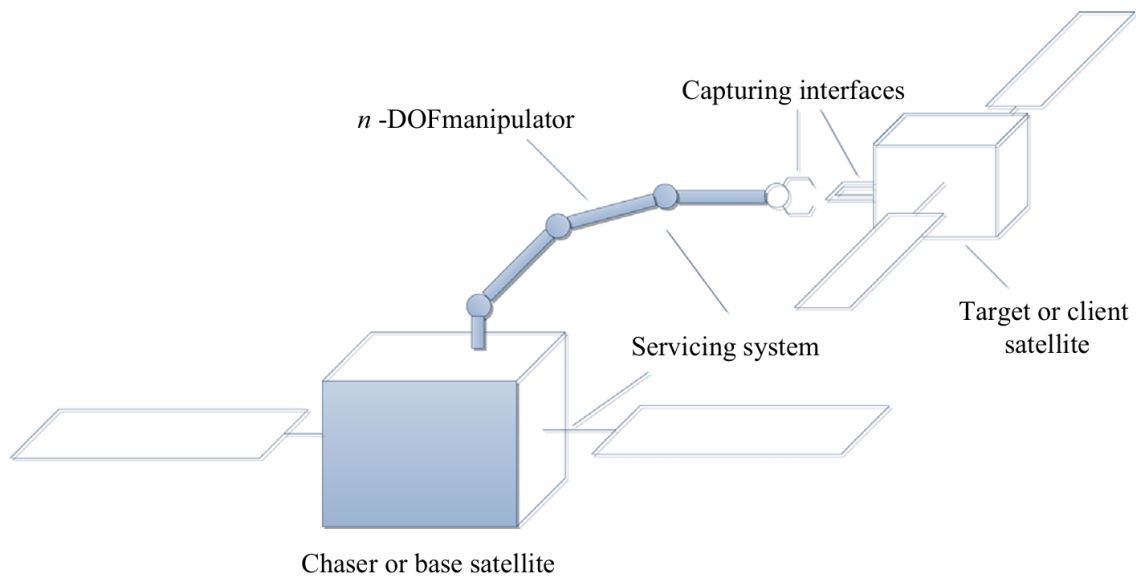 Capturing interfaces
n -DOFmanipulator
Target or client
satellite
Servicing system
Chaser or base satellite